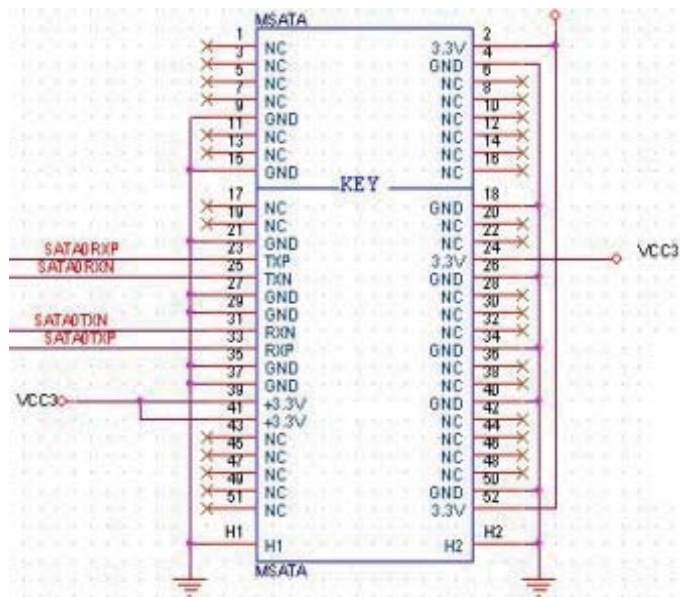 MSATA
1 2
NC 3.3V
3 4
NC GND
5 6
NC NC
7 8
NC NC
9 10
GND NC
11 12
NC NC
13 14
NC NC
15 16
GND NC
KEY
17 18
NC GND
19 20
NC NC
21 22
GND NC
SATA0RXP 23 24
TXP 3.3V VCC3
SATA0RXN 25 26
TXN GND
27 28
GND NC
29 30
GND NC
SATA0TXN 31 32
RXN NC
SATA0TXP 33 34
RXP GND
35 36
GND NC
37 38
GND NC
39 40
VCC3 +3.3V GND
41 42
+3.3V NC
43 44
NC NC
45 46
NC NC
47 48
NC NC
49 50
NC GND
51 52
NC 3.3V
H1 H2
H1 H2
MSATA